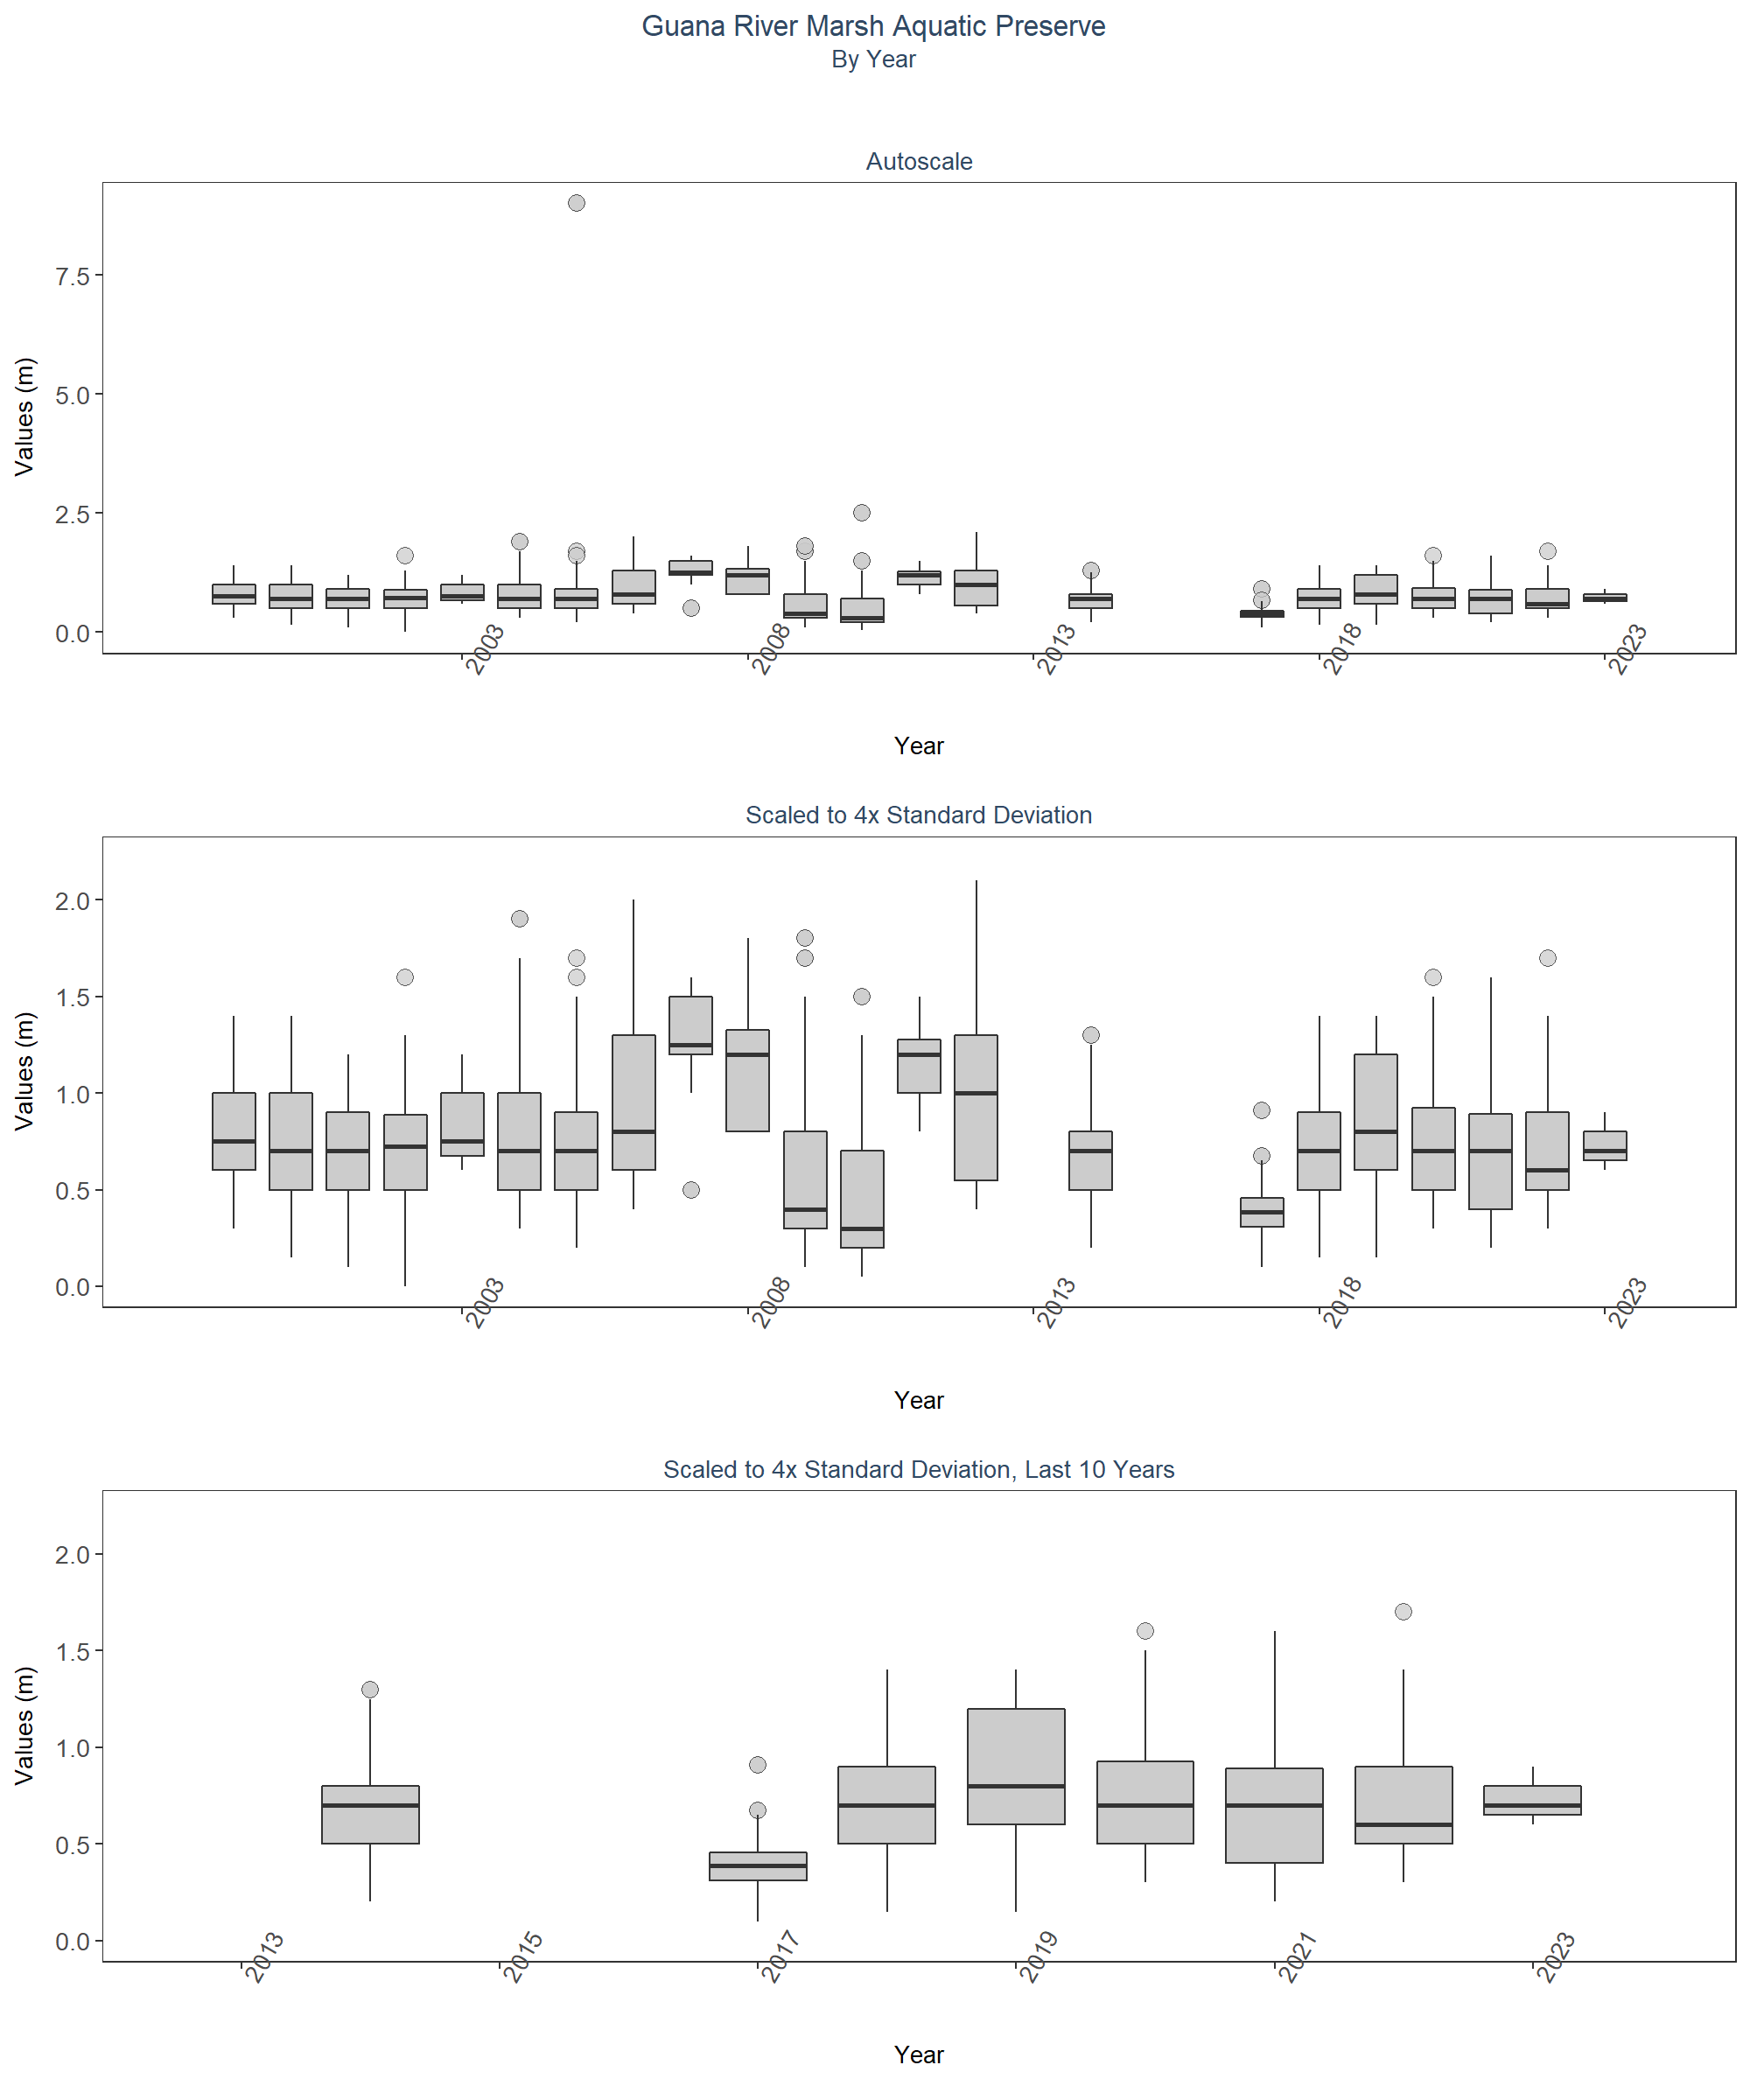 Guana River Marsh Aquatic Preserve
By Year
Autoscale
7.5
5.0
2.5
0.0
Values (m)
2003 2008 2013 2018 2023
Year
Scaled to 4x Standard Deviation
2.0
1.5
1.0
0.5
0.0
Values (m)
2003 2008 2013 2018 2023
Year
Scaled to 4x Standard Deviation, Last 10 Years
2.0
1.5
1.0
0.5
0.0
Values (m)
2013 2015 2017 2019 2021 2023
Year